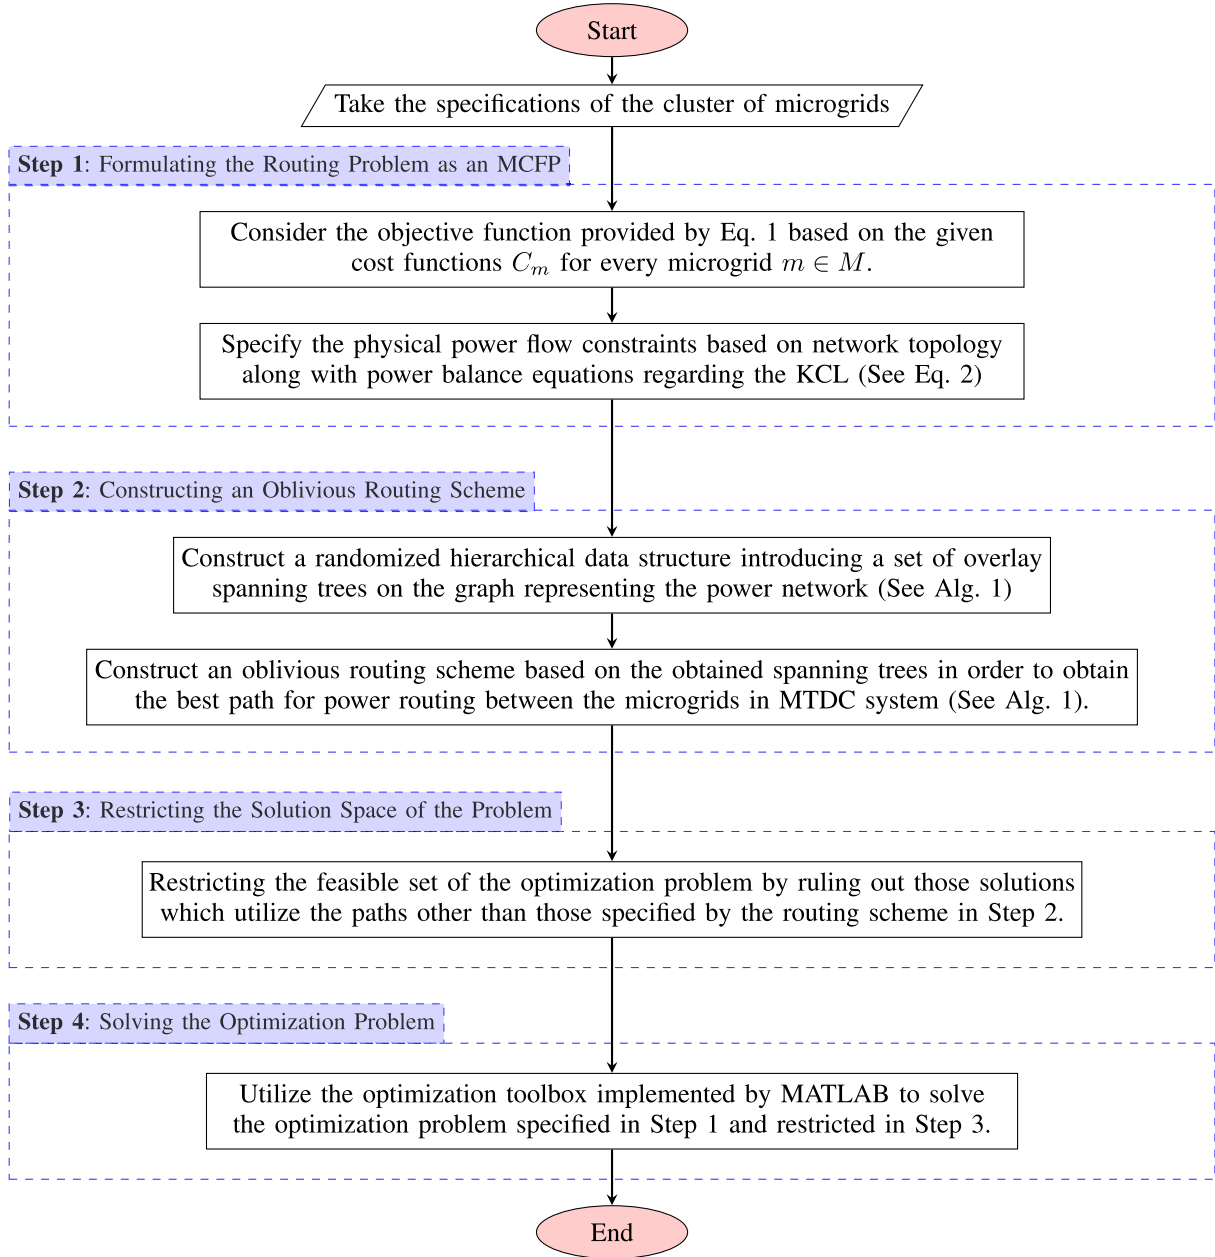 Start
Take the specifications of the cluster of microgrids
Step 1: Formulating the Routing Problem as an MCFP
Consider the objective function provided by Eq. 1 based on the given
cost functions C_m for every microgrid m ∈ M.
Specify the physical power flow constraints based on network topology
along with power balance equations regarding the KCL (See Eq. 2)
Step 2: Constructing an Oblivious Routing Scheme
Construct a randomized hierarchical data structure introducing a set of overlay
spanning trees on the graph representing the power network (See Alg. 1)
Construct an oblivious routing scheme based on the obtained spanning trees in order to obtain
the best path for power routing between the microgrids in MTDC system (See Alg. 1).
Step 3: Restricting the Solution Space of the Problem
Restricting the feasible set of the optimization problem by ruling out those solutions
which utilize the paths other than those specified by the routing scheme in Step 2.
Step 4: Solving the Optimization Problem
Utilize the optimization toolbox implemented by MATLAB to solve
the optimization problem specified in Step 1 and restricted in Step 3.
End